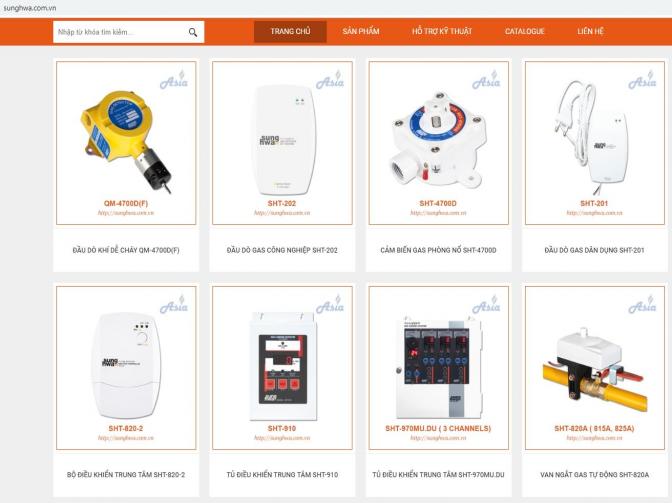 sunghwa.com.vn
Nhập từ khóa tìm kiếm...
TRANG CHỦ
SẢN PHẨM
HỖ TRỢ KỸ THUẬT
CATALOGUE
LIÊN HỆ
Asia
QM-4700D(F)
http://sunghwa.com.vn
ĐẦU DÒ KHÍ DỄ CHÁY QM-4700D(F)
Asia
sung hwa
SHT-202
http://sunghwa.com.vn
ĐẦU DÒ GAS CÔNG NGHIỆP SHT-202
Asia
SHT-4700D
http://sunghwa.com.vn
CẢM BIẾN GAS PHÒNG NỔ SHT-4700D
Asia
SHT-201
http://sunghwa.com.vn
ĐẦU DÒ GAS DÂN DỤNG SHT-201
Asia
sung hwa
SHT-820-2
http://sunghwa.com.vn
BỘ ĐIỀU KHIỂN TRUNG TÂM SHT-820-2
Asia
SHT-910
http://sunghwa.com.vn
TỦ ĐIỀU KHIỂN TRUNG TÂM SHT-910
Asia
SHT-970MU.DU ( 3 CHANNELS)
http://sunghwa.com.vn
TỦ ĐIỀU KHIỂN TRUNG TÂM SHT-970MU.DU
Asia
SHT-820A ( 815A, 825A)
http://sunghwa.com.vn
VAN NGẮT GAS TỰ ĐỘNG SHT-820A